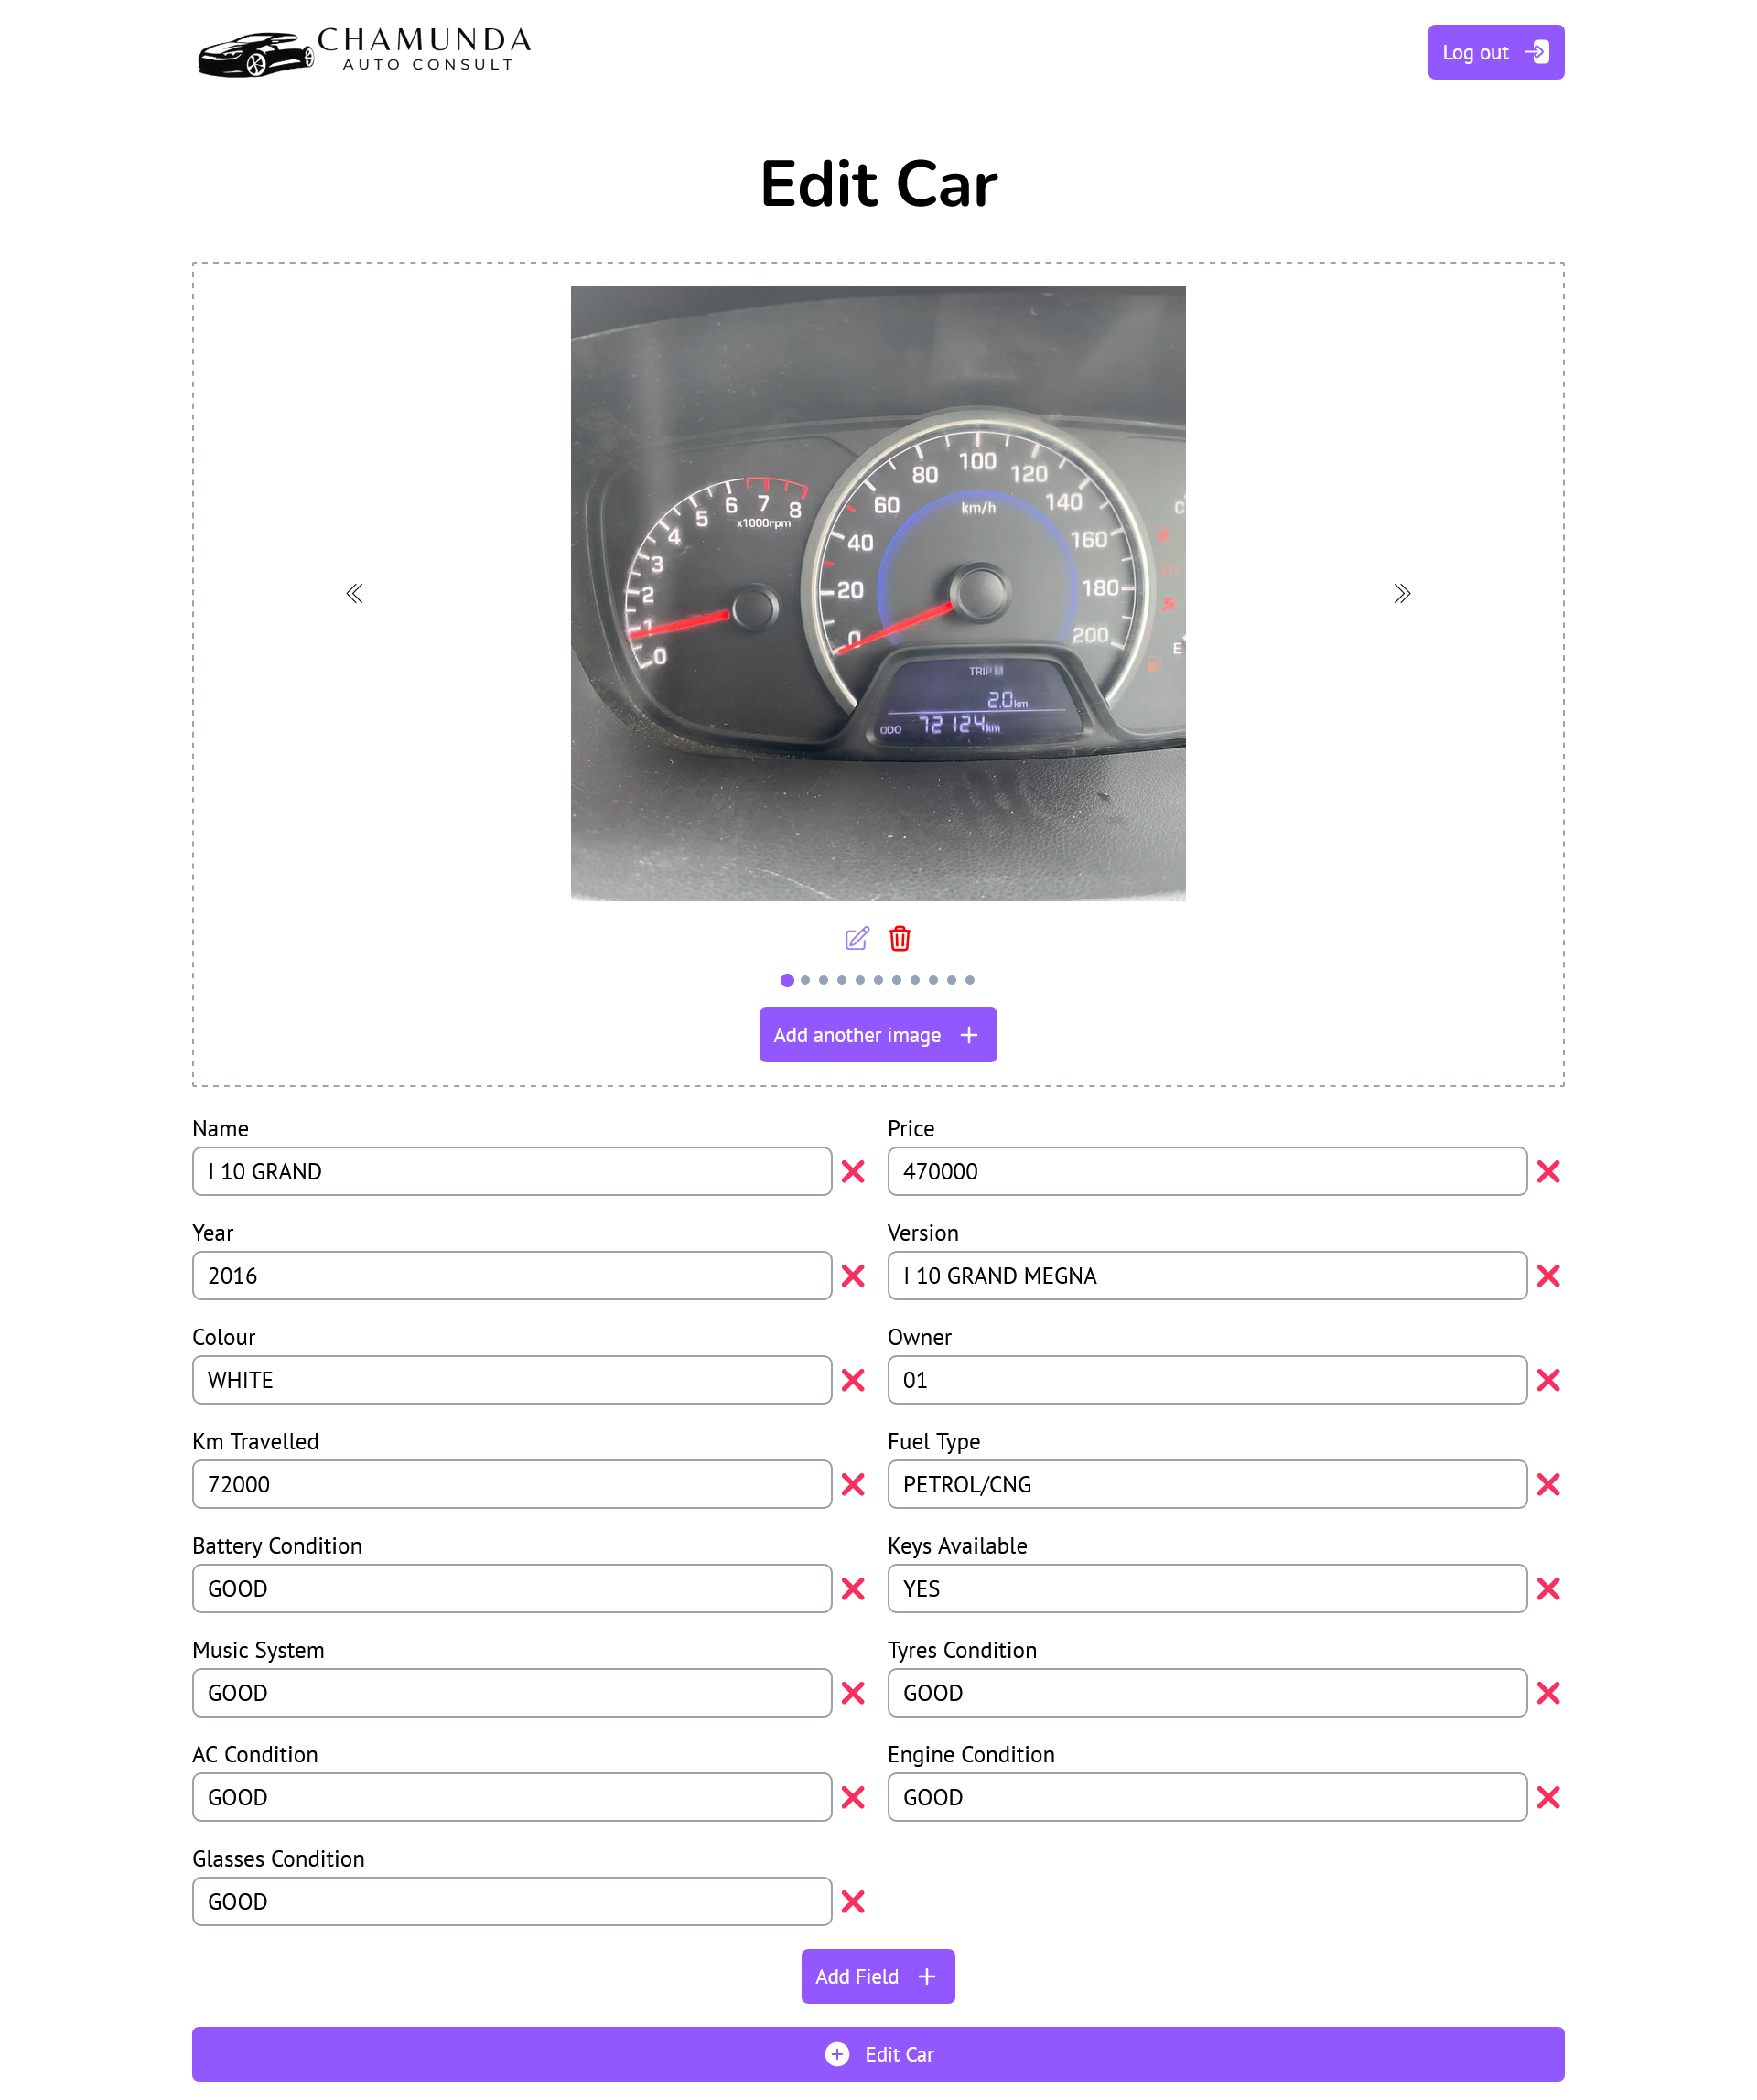 CHAMUNDA
AUTO CONSULT
Log out
Edit Car
100
80
120
60
140
40
160
20
180
0
200
km/h
6
7
8
5
x1000rpm
4
3
2
1
0
C
E
TRIP A
2.0km
ODO 72124km
Add another image
Name
Price
I 10 GRAND
470000
Year
Version
2016
I 10 GRAND MEGNA
Colour
Owner
WHITE
01
Km Travelled
Fuel Type
72000
PETROL/CNG
Battery Condition
Keys Available
GOOD
YES
Music System
Tyres Condition
GOOD
GOOD
AC Condition
Engine Condition
GOOD
GOOD
Glasses Condition
GOOD
Add Field
Edit Car